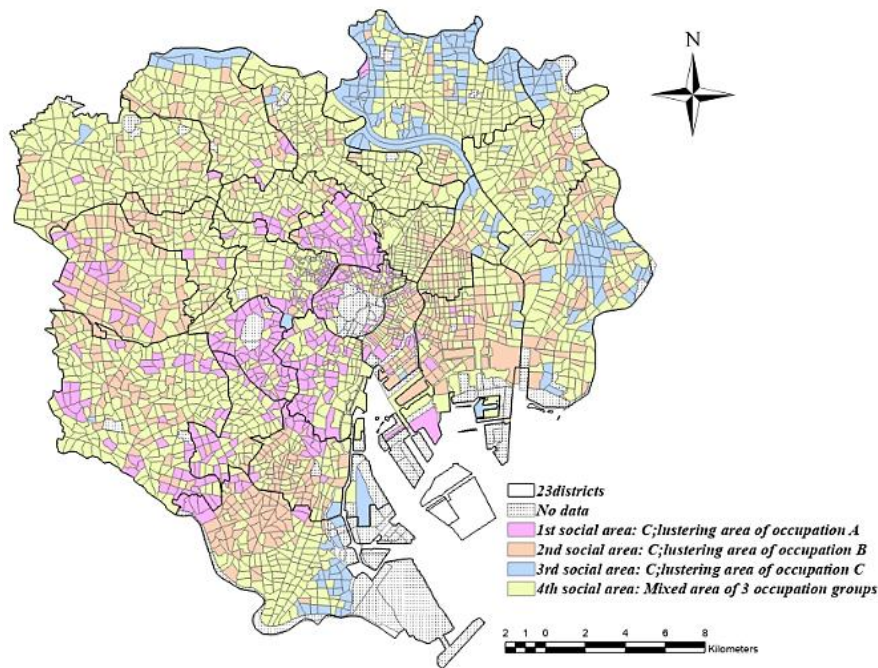 N
23districts
No data
1st social area: C;lustering area of occupation A
2nd social area: C;lustering area of occupation B
3rd social area: C;lustering area of occupation C
4th social area: Mixed area of 3 occupation groups
2 1 0 2 4 6 8
Kilometers